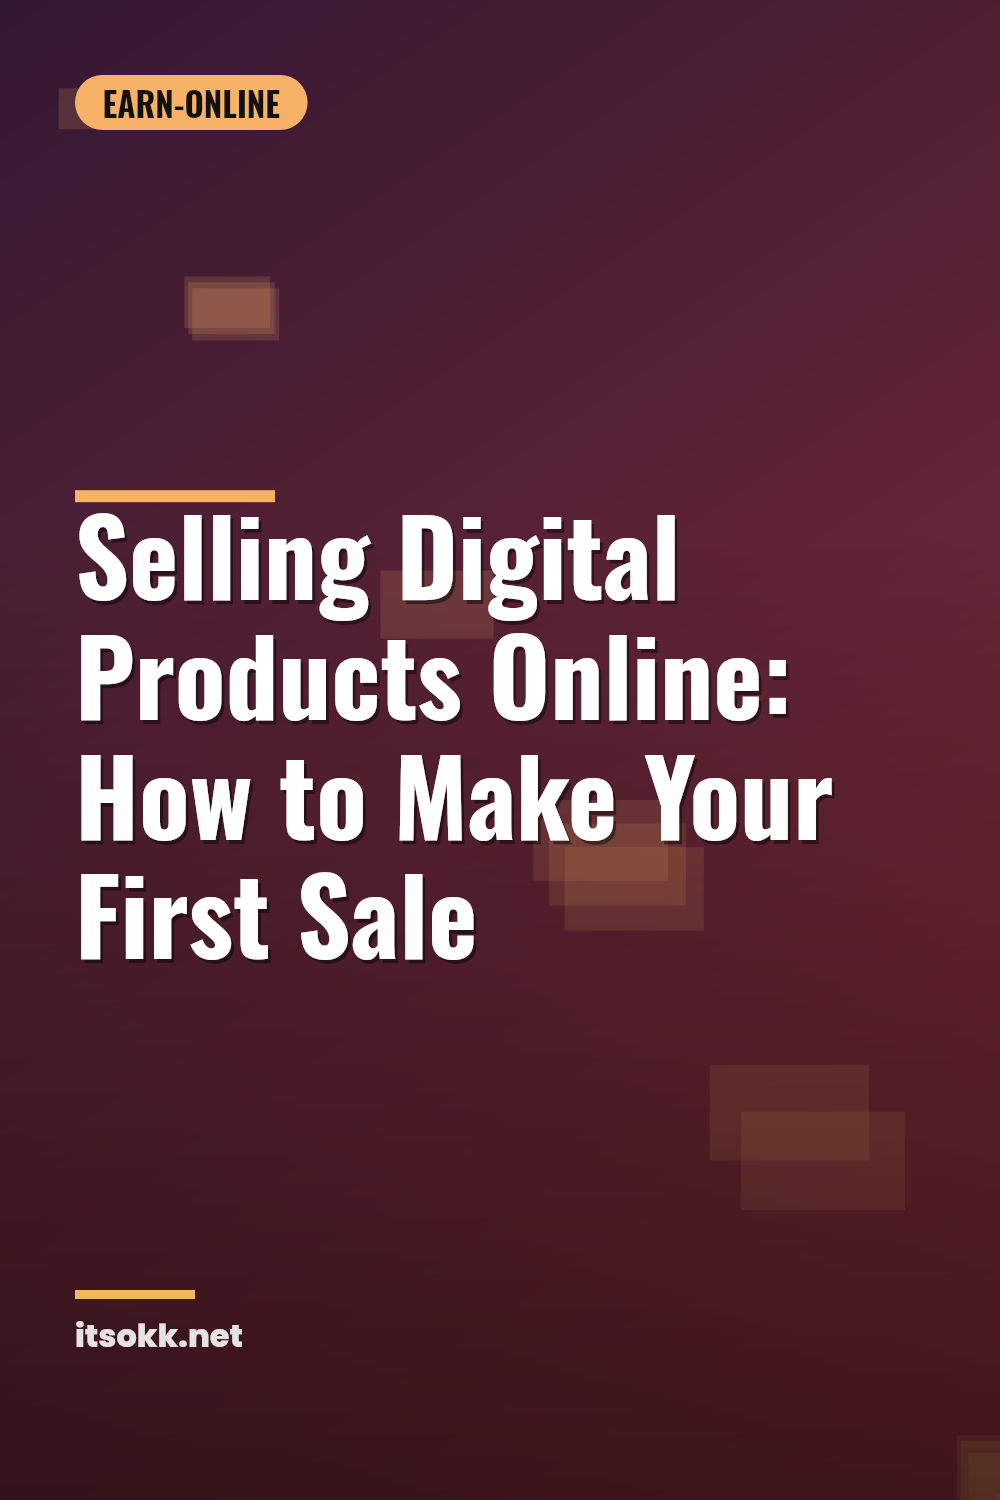 EARN-ONLINE
Selling Digital
Products Online:
How to Make Your
First Sale
itsokk.net